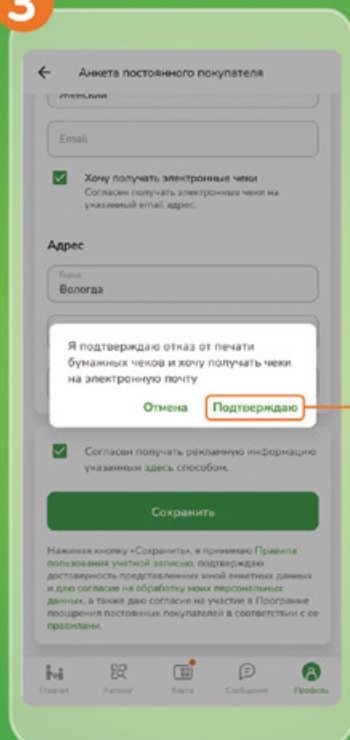 3
Анкета постоянного покупателя
Женский
Email
Хочу получать электронные чеки
Согласен получать электронные чеки на
указанный email адрес.
Адрес
Город
Вологда
Я подтверждаю отказ от печати
бумажных чеков и хочу получать чеки
на электронную почту
Отмена Подтверждаю
Согласен получать рекламную информацию
указанным здесь способом.
Сохранить
Нажимая кнопку «Сохранить», я принимаю Правила
пользования учетной записью, подтверждаю
достоверность представленных мной анкетных данных
и даю согласие на обработку моих персональных
данных, а также даю согласие на участие в Программе
поощрения постоянных покупателей в соответствии с ее
правилами.
Главная Каталог Карта Сообщения Профиль